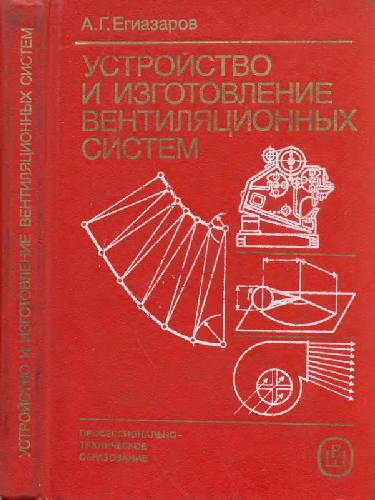 А.Г. Егиазаров
УСТРОЙСТВО
И ИЗГОТОВЛЕНИЕ
ВЕНТИЛЯЦИОННЫХ
СИСТЕМ
ПРОФЕССИОНАЛЬНО-
ТЕХНИЧЕСКОЕ
ОБРАЗОВАНИЕ
УСТРОЙСТВО И ИЗГОТОВЛЕНИЕ ВЕНТИЛЯЦИОННЫХ СИСТЕМ